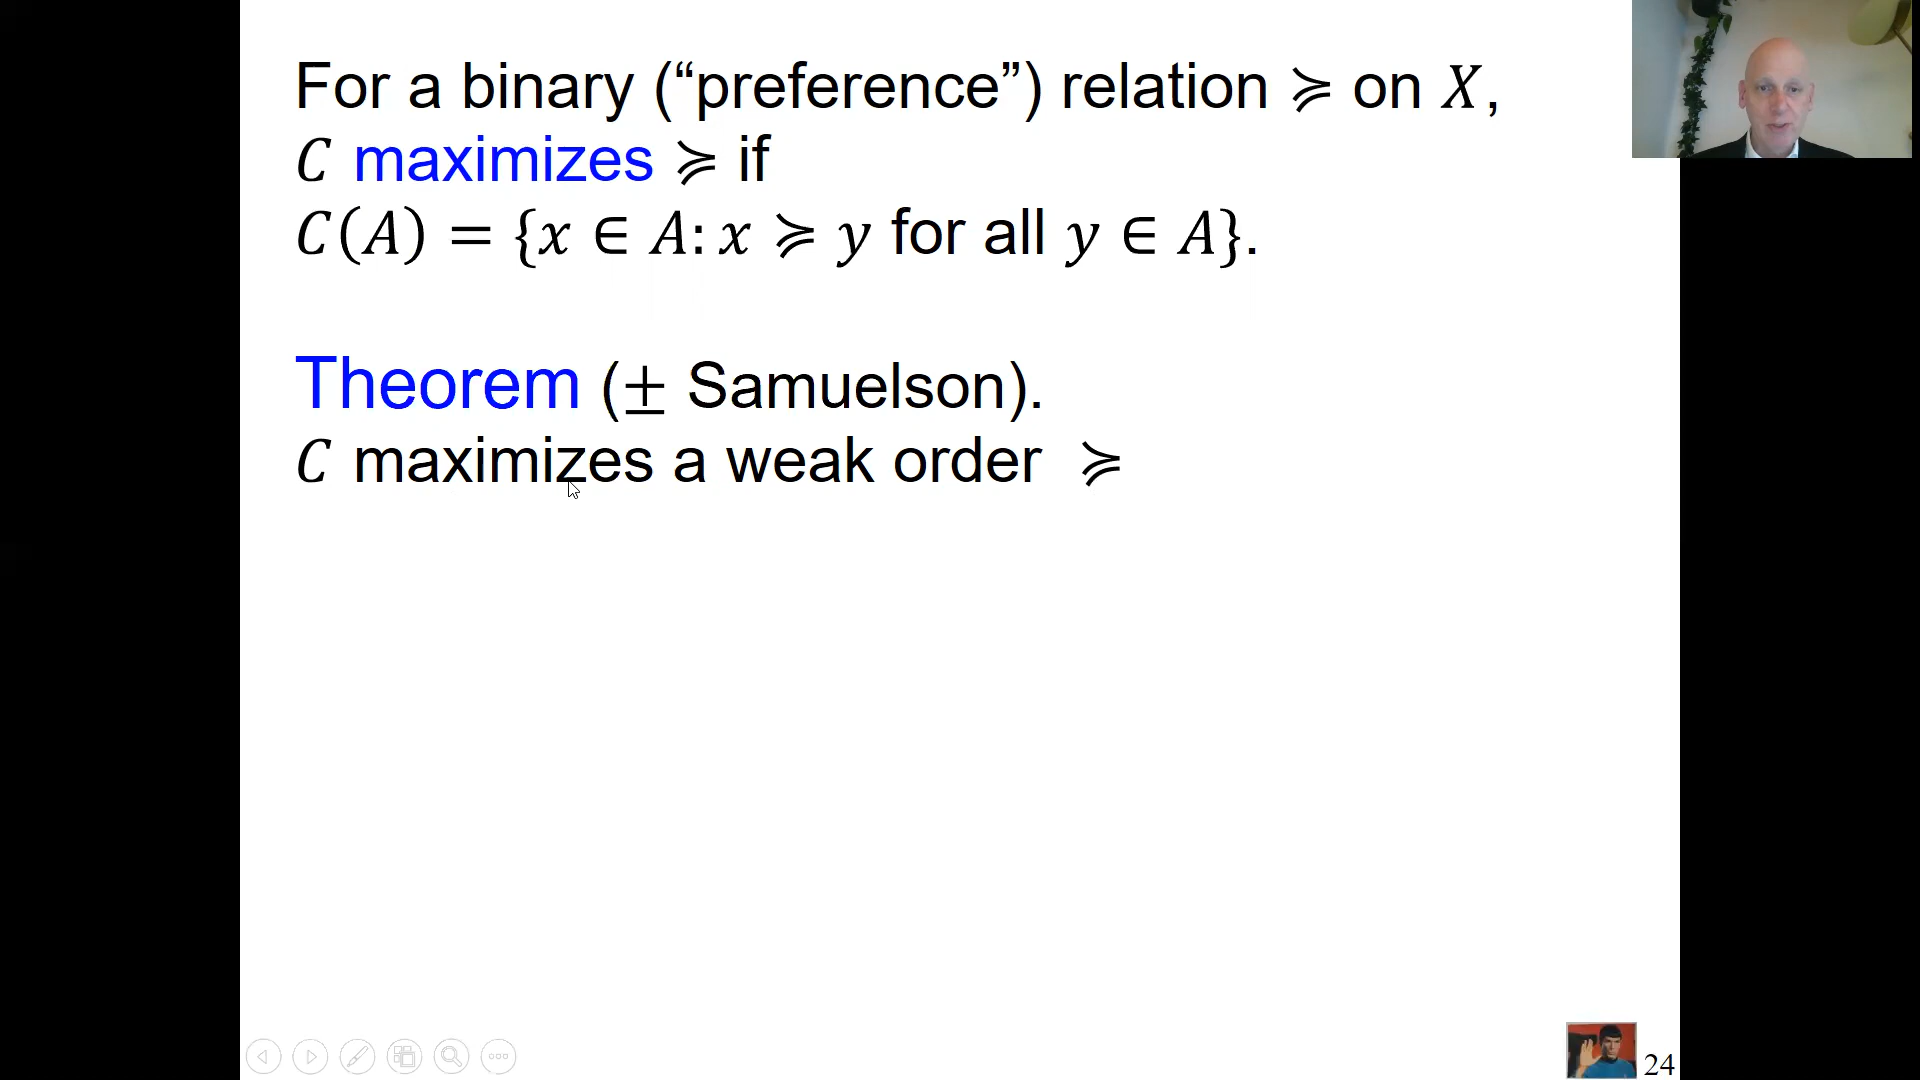 For a binary (“preference”) relation ≽ on X,
C maximizes ≽ if
C(A) = {x ∈ A: x ≽ y for all y ∈ A}.
Theorem (± Samuelson).
C maximizes a weak order ≽
24